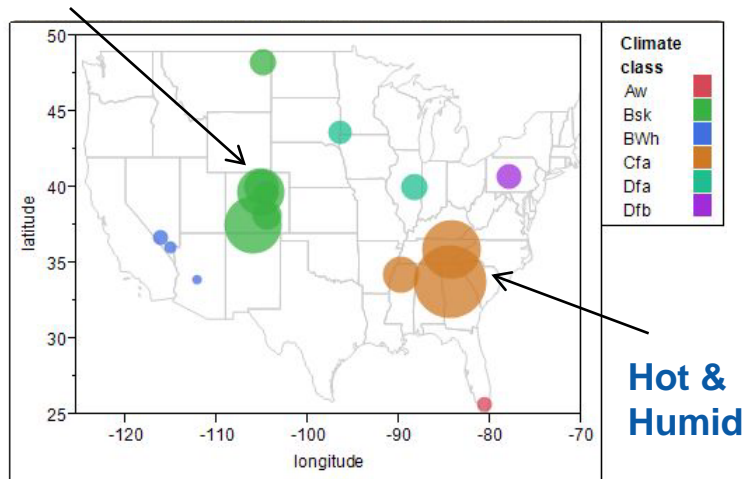 50
45
40
35
30
25
latitude
-120
-110
-100
-90
-80
-70
longitude
Climate
class
Aw
Bsk
BWh
Cfa
Dfa
Dfb
Hot &
Humid